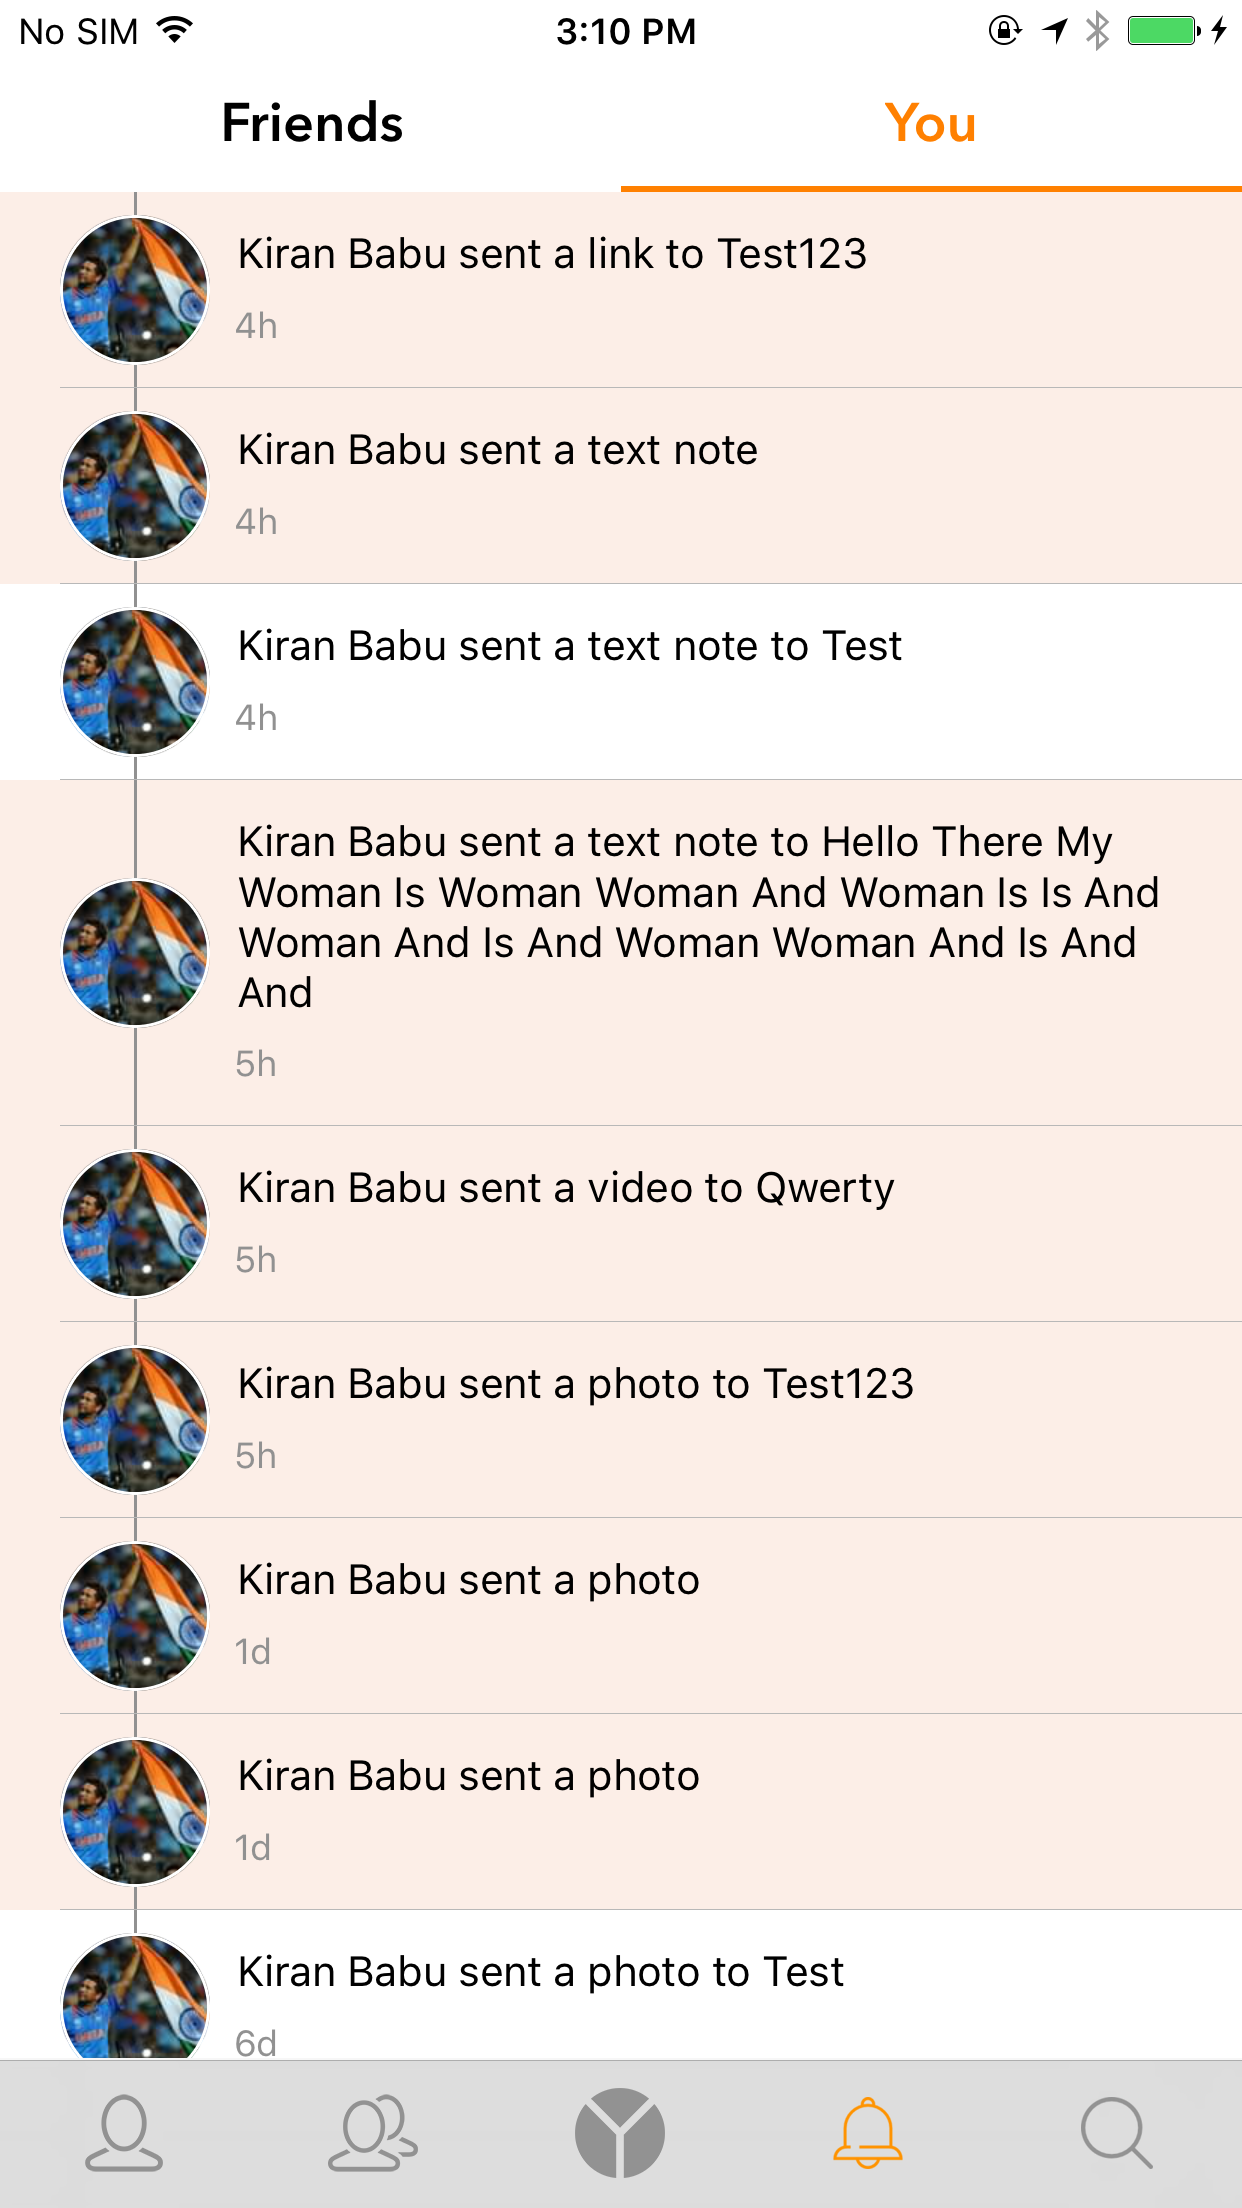 No SIM 3:10 PM
Friends You
Kiran Babu sent a link to Test123
4h
Kiran Babu sent a text note
4h
Kiran Babu sent a text note to Test
4h
Kiran Babu sent a text note to Hello There My
Woman Is Woman Woman And Woman Is Is And
Woman And Is And Woman Woman And Is And
And
5h
Kiran Babu sent a video to Qwerty
5h
Kiran Babu sent a photo to Test123
5h
Kiran Babu sent a photo
1d
Kiran Babu sent a photo
1d
Kiran Babu sent a photo to Test
6d